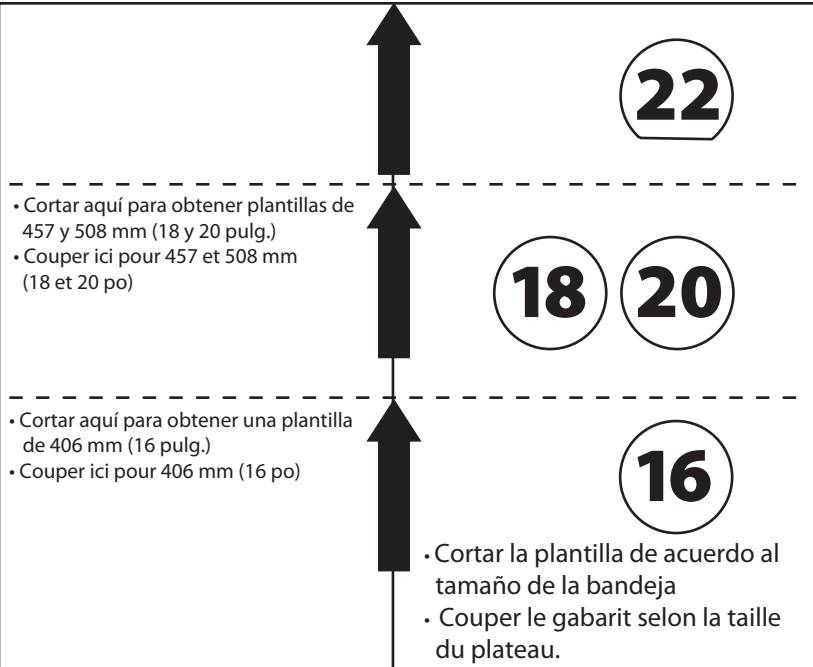 22
• Cortar aquí para obtener plantillas de
457 y 508 mm (18 y 20 pulg.)
• Couper ici pour 457 et 508 mm
(18 et 20 po)
18 20
• Cortar aquí para obtener una plantilla
de 406 mm (16 pulg.)
• Couper ici pour 406 mm (16 po)
16
• Cortar la plantilla de acuerdo al
tamaño de la bandeja
• Couper le gabarit selon la taille
du plateau.